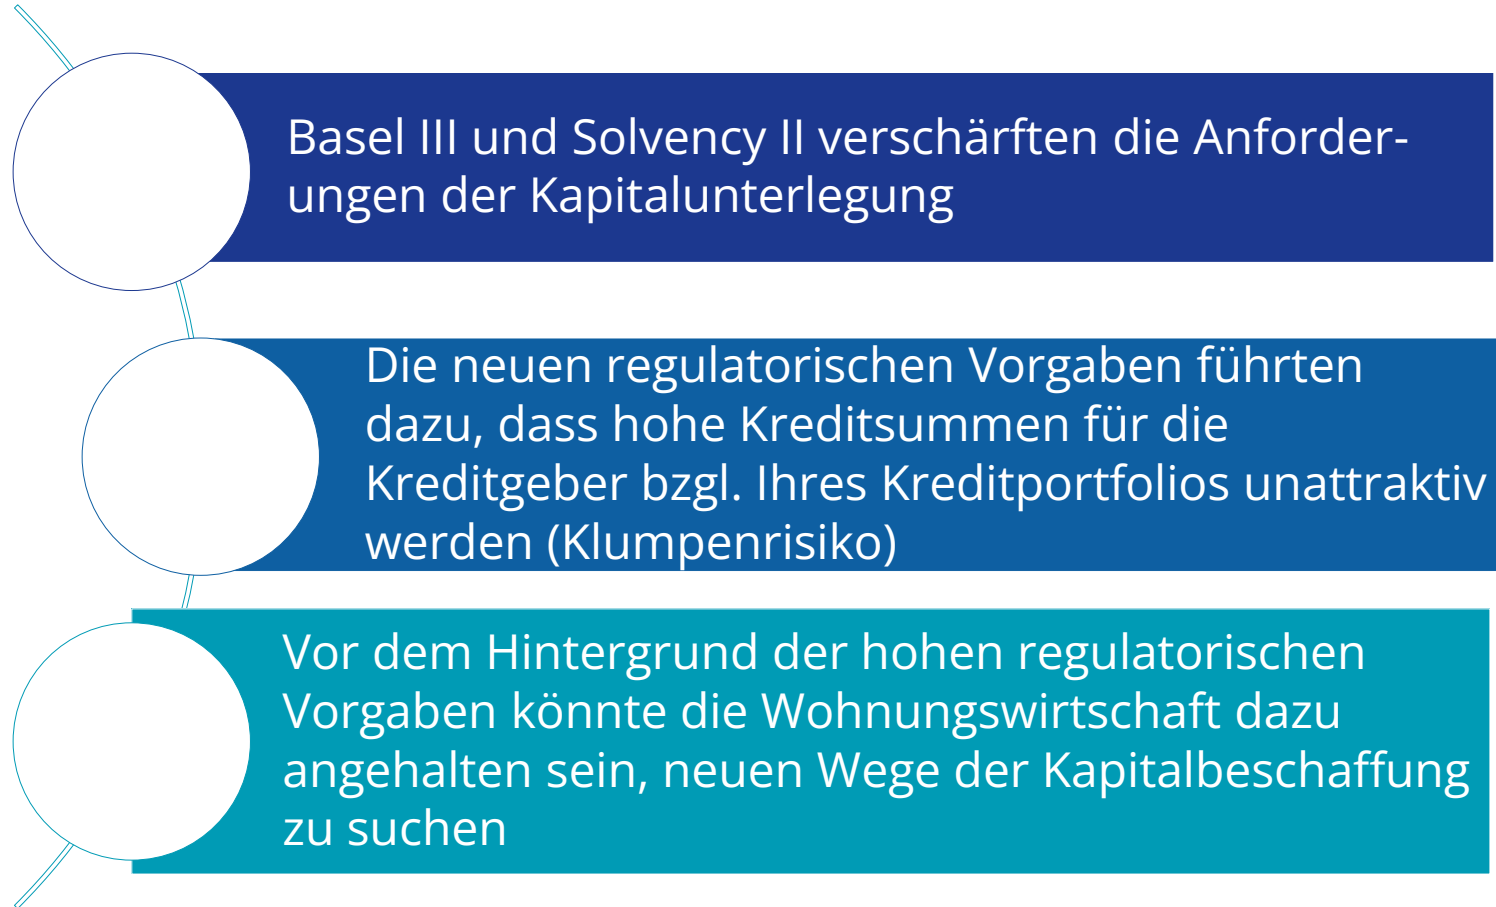 Basel III und Solvency II verschärften die Anforder-
ungen der Kapitalunterlegung
Die neuen regulatorischen Vorgaben führten
dazu, dass hohe Kreditsummen für die
Kreditgeber bzgl. Ihres Kreditportfolios unattraktiv
werden (Klumpenrisiko)
Vor dem Hintergrund der hohen regulatorischen
Vorgaben könnte die Wohnungswirtschaft dazu
angehalten sein, neuen Wege der Kapitalbeschaffung
zu suchen